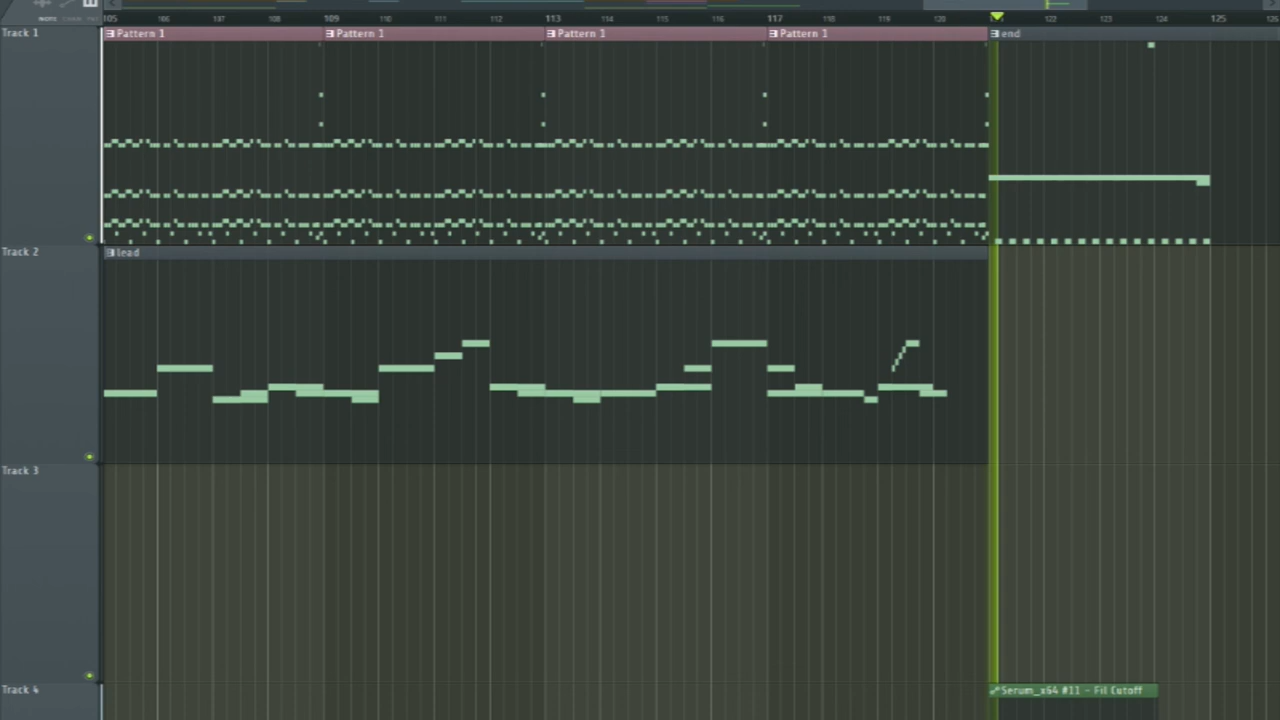 105 106 107 108 109 110 111 112 113 114 115 116 117 118 119 120 122 123 124 125
Track 1 Pattern 1 Pattern 1 Pattern 1 Pattern 1 end
Track 2 lead
Track 3
Track 4 Serum_x64 #11 - Fil Cutoff